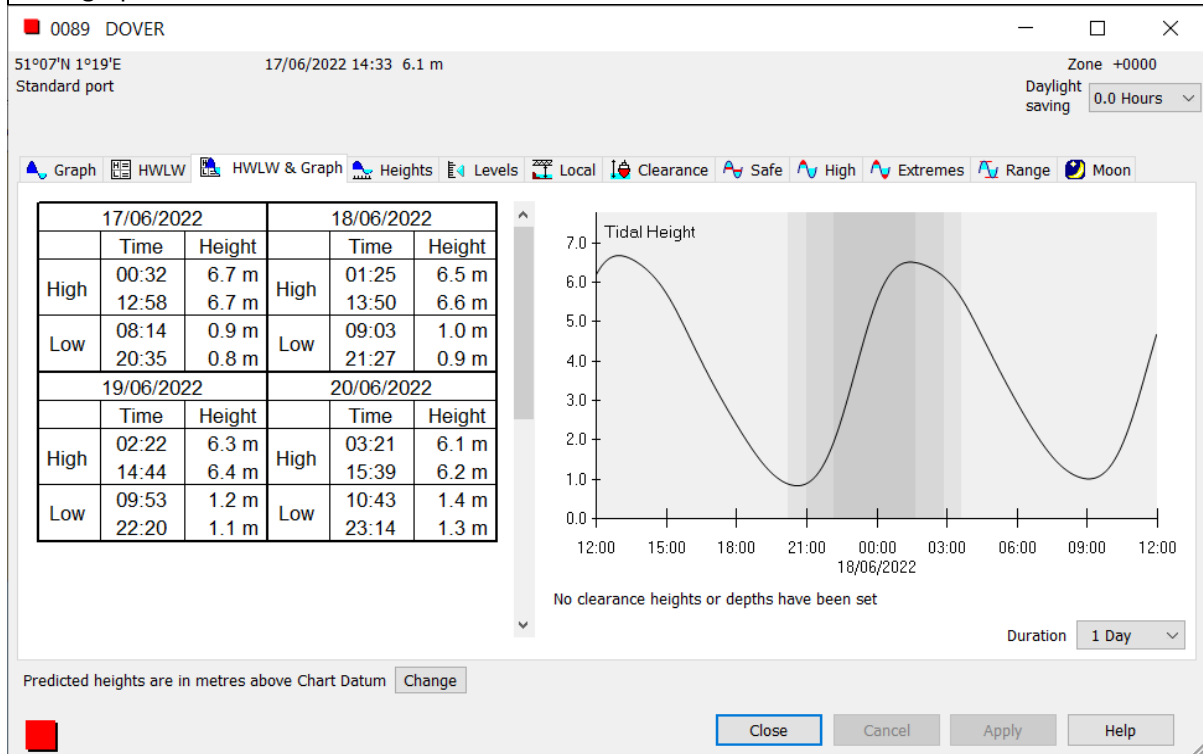 0089 DOVER
51º07'N 1º19'E 17/06/2022 14:33 6.1 m Zone +0000
Standard port Daylight saving 0.0 Hours
Graph HWLW HWLW & Graph Heights Levels Local Clearance Safe High Extremes Range Moon
17/06/2022 18/06/2022
Time Height Time Height
High 00:32 6.7 m High 01:25 6.5 m
12:58 6.7 m 13:50 6.6 m
Low 08:14 0.9 m Low 09:03 1.0 m
20:35 0.8 m 21:27 0.9 m
19/06/2022 20/06/2022
Time Height Time Height
High 02:22 6.3 m High 03:21 6.1 m
14:44 6.4 m 15:39 6.2 m
Low 09:53 1.2 m Low 10:43 1.4 m
22:20 1.1 m 23:14 1.3 m
Tidal Height
7.0
6.0
5.0
4.0
3.0
2.0
1.0
0.0
12:00 15:00 18:00 21:00 00:00 03:00 06:00 09:00 12:00
18/06/2022
No clearance heights or depths have been set
Duration 1 Day
Predicted heights are in metres above Chart Datum Change
Close Cancel Apply Help